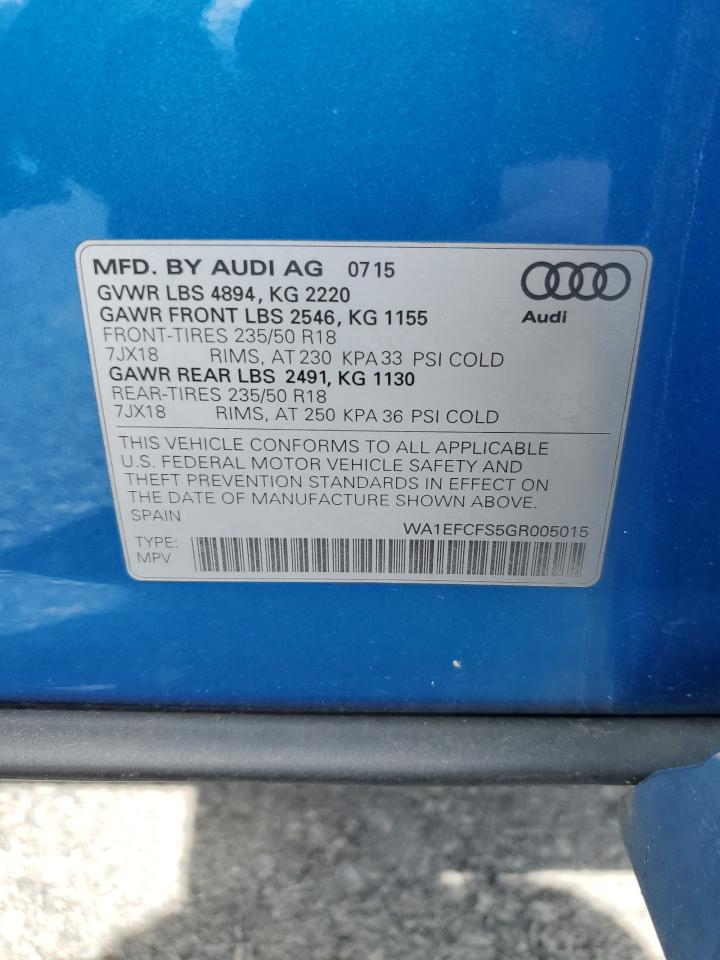 MFD. BY AUDI AG 0715
GVWR LBS 4894, KG 2220
GAWR FRONT LBS 2546, KG 1155
FRONT-TIRES 235/50 R18
7JX18 RIMS, AT 230 KPA 33 PSI COLD
GAWR REAR LBS 2491, KG 1130
REAR-TIRES 235/50 R18
7JX18 RIMS, AT 250 KPA 36 PSI COLD
Audi
THIS VEHICLE CONFORMS TO ALL APPLICABLE
U.S. FEDERAL MOTOR VEHICLE SAFETY AND
THEFT PREVENTION STANDARDS IN EFFECT ON
THE DATE OF MANUFACTURE SHOWN ABOVE.
SPAIN
WA1EFCFS5GR005015
TYPE:
MPV